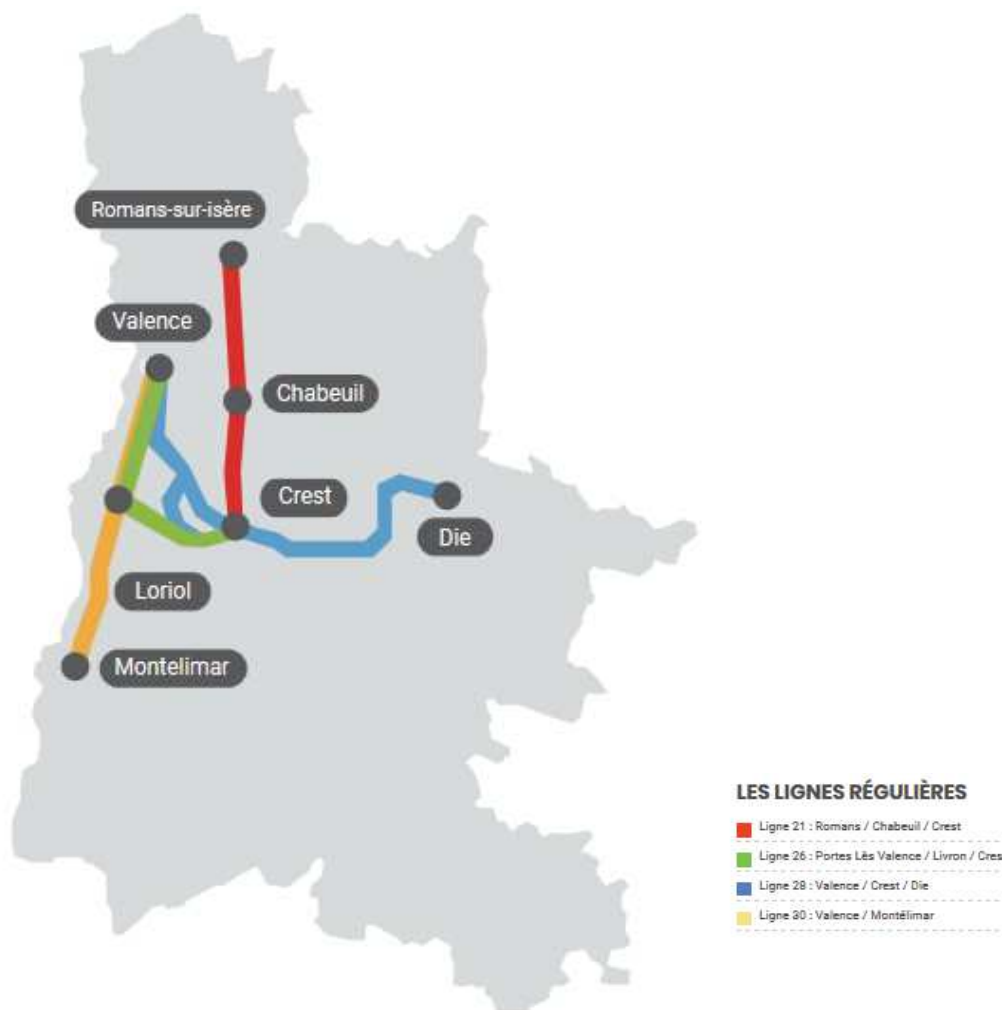 Romans-sur-isère
Valence
Chabeuil
Crest
Die
Loriol
Montelimar
LES LIGNES RÉGULIÈRES
Ligne 21 : Romans / Chabeuil / Crest
Ligne 26 : Portes Lès Valence / Livron / Cres
Ligne 28 : Valence / Crest / Die
Ligne 30 : Valence / Montélimar